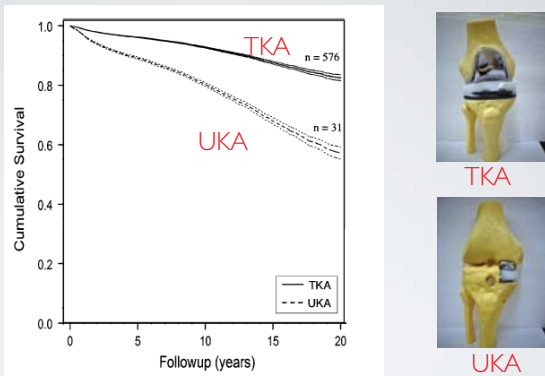 1.0
0.8
0.6
0.4
0.2
0.0
Cumulative Survival
TKA
n = 576
n = 31
UKA
TKA
UKA
0
5
10
15
20
Followup (years)
TKA
UKA